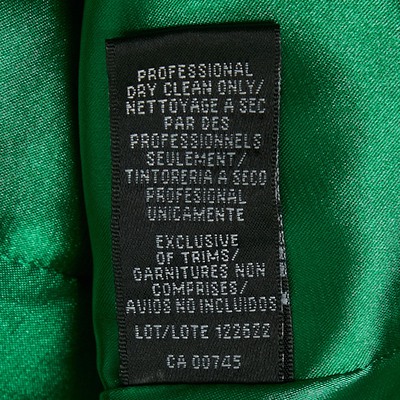 PROFESSIONAL
DRY CLEAN ONLY/
NETTOYAGE A SEC
PAR DES
PROFESSIONNELS
SEULEMENT/
TINTORERIA A SECO
PROFESIONAL
UNICAMENTE
EXCLUSIVE
OF TRIMS/
GARNITURES NON
COMPRISES/
AVIOS NO INCLUIDOS
LOT/LOTE 122622
CA 00745